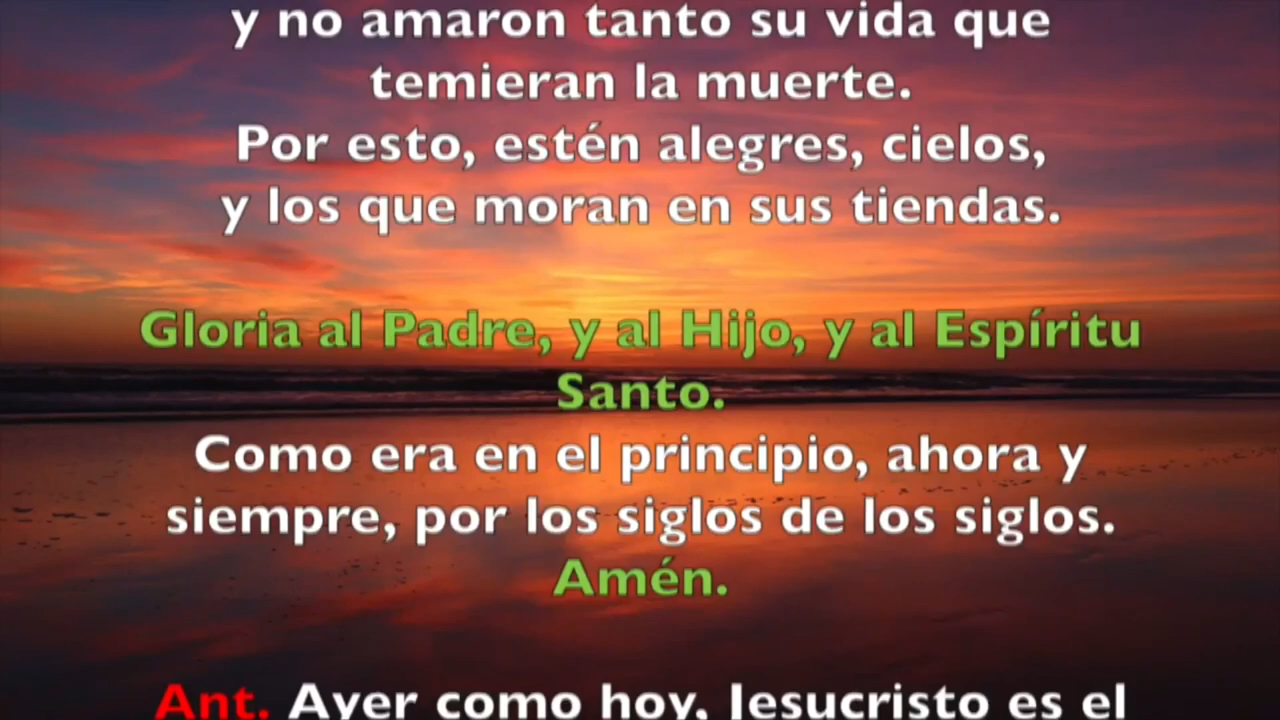 y no amaron tanto su vida que
temieran la muerte.
Por esto, estén alegres, cielos,
y los que moran en sus tiendas.
Gloria al Padre, y al Hijo, y al Espíritu
Santo.
Como era en el principio, ahora y
siempre, por los siglos de los siglos.
Amén.
Ant. Ayer como hoy, Jesucristo es el